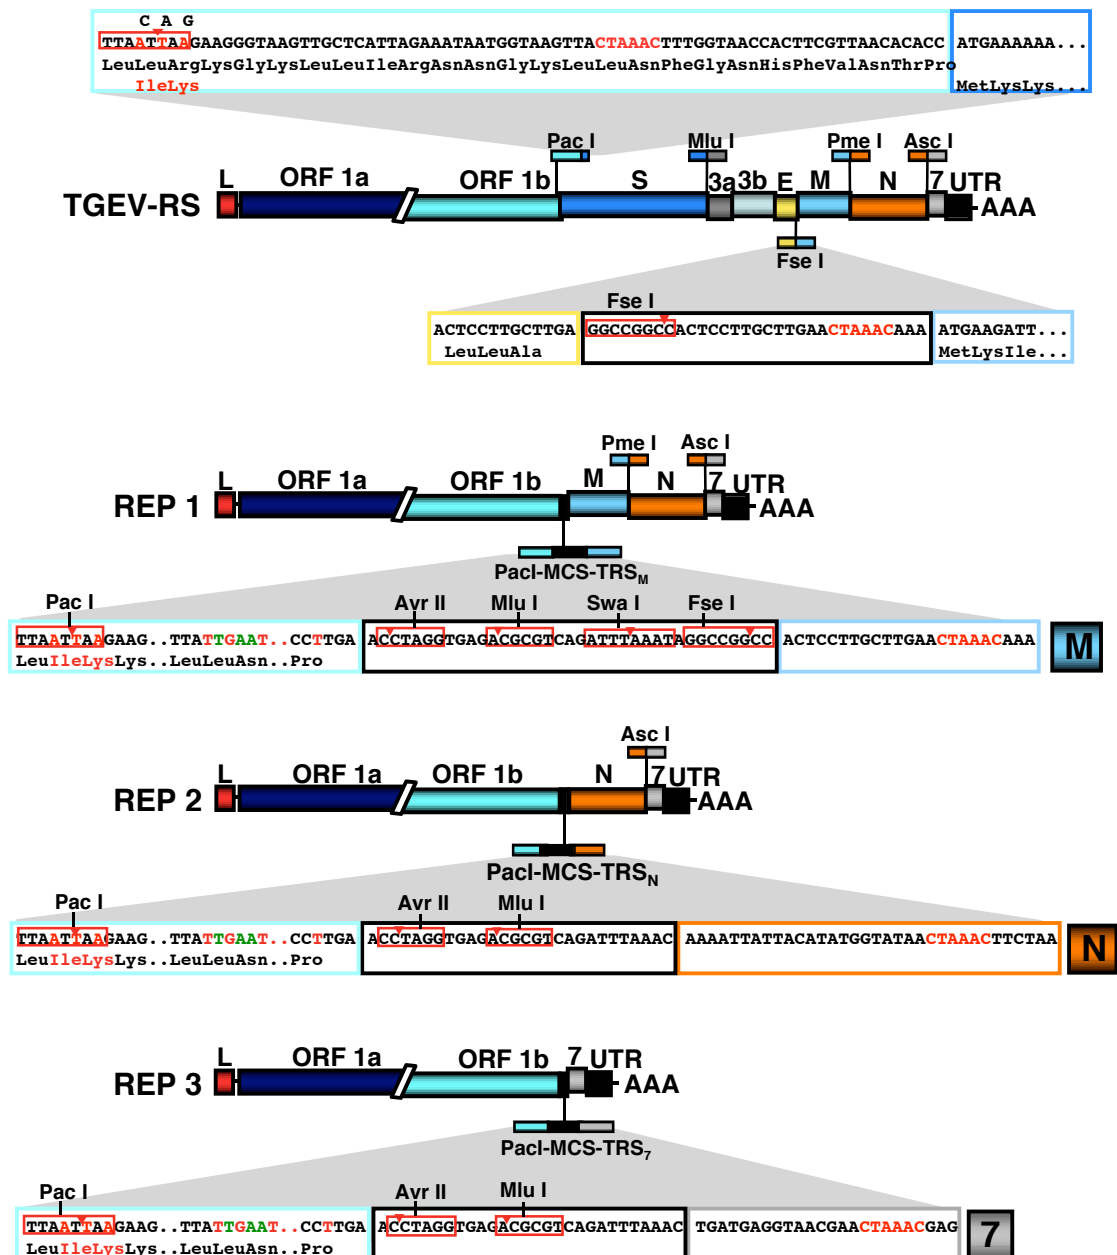 C A G
TTAATTAAGAAGGGTAAGTTGCTCATTAGAAATAATGGTAAGTTACTAAACTTTGGTAACCACTTCGTTAACACACC ATGAAAAAA...
LeuLeuArgLysGlyLysLeuLeuIleArgAsnAsnGlyLysLeuLeuAsnPheGlyAsnHisPheValAsnThrPro
IleLys MetLysLys...
Pac I Mlu I Pme I Asc I
L ORF 1a ORF 1b S 3a 3b E M N 7 UTR
TGEV-RS AAA
Fse I
Fse I
ACTCCTTGCTTGA GGCCGGCCACTCCTTGCTTGAACTAAACAAA ATGAAGATT...
LeuLeuAla MetLysIle...
Pme I Asc I
L ORF 1a ORF 1b M N 7 UTR
REP 1 AAA
PacI-MCS-TRSM
Pac I Avr II Mlu I Swa I Fse I
TTAATTAAGAAG..TTATTGAAT..CCTTGA ACCTAGGTGAGACGCGTCAGATTTAAATAGGCCGGCC ACTCCTTGCTTGAACTAAACAAA M
LeuIleLysLys..LeuLeuAsn..Pro
Asc I
L ORF 1a ORF 1b N 7 UTR
REP 2 AAA
PacI-MCS-TRSN
Pac I Avr II Mlu I
TTAATTAAGAAG..TTATTGAAT..CCTTGA ACCTAGGTGAGACGCGTCAGATTTAAAC AAAATTATTACATATGGTATAACTAAACTTCTAA N
LeuIleLysLys..LeuLeuAsn..Pro
L ORF 1a ORF 1b 7 UTR
REP 3 AAA
PacI-MCS-TRS7
Pac I Avr II Mlu I
TTAATTAAGAAG..TTATTGAAT..CCTTGA ACCTAGGTGAGACGCGTCAGATTTAAAC TGATGAGGTAACGAACTAAACGAG 7
LeuIleLysLys..LeuLeuAsn..Pro